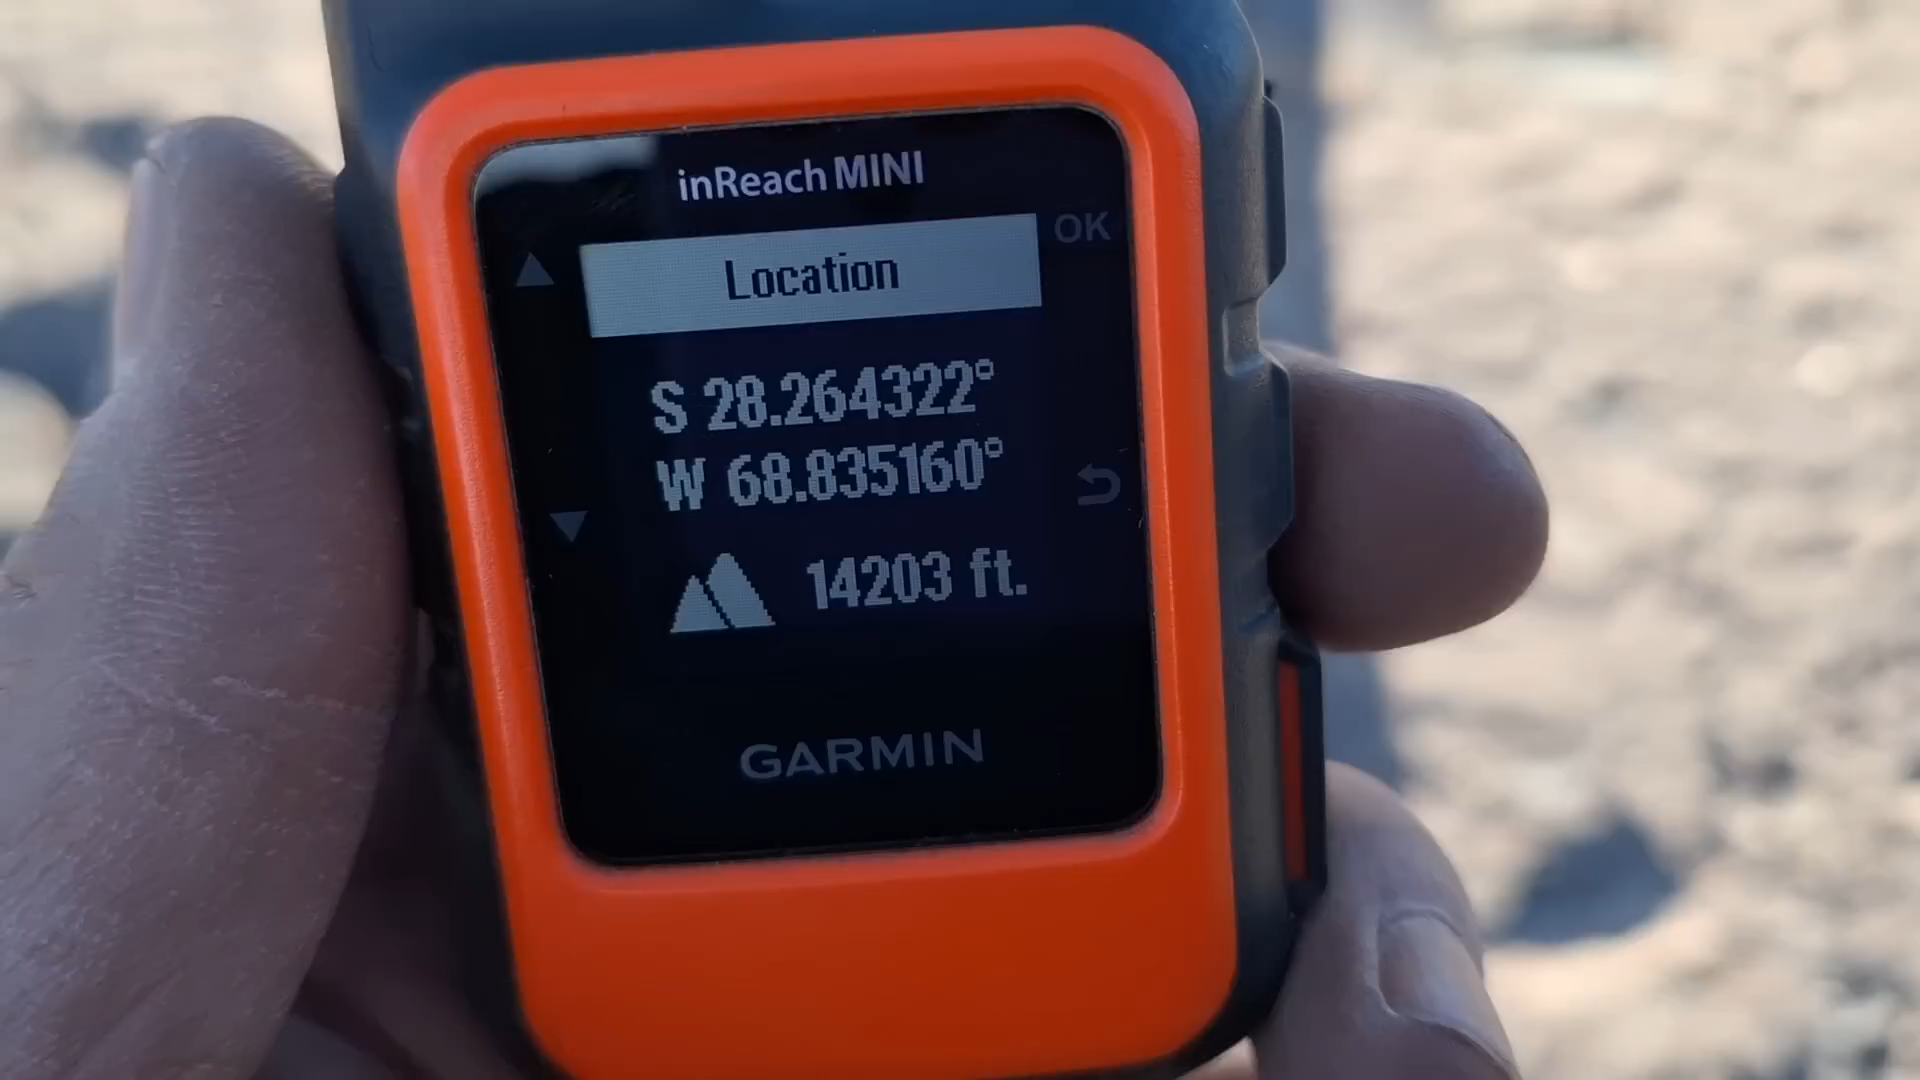 inReach MINI
OK
Location
S 28.264322°
W 68.835160°
14203 ft.
GARMIN